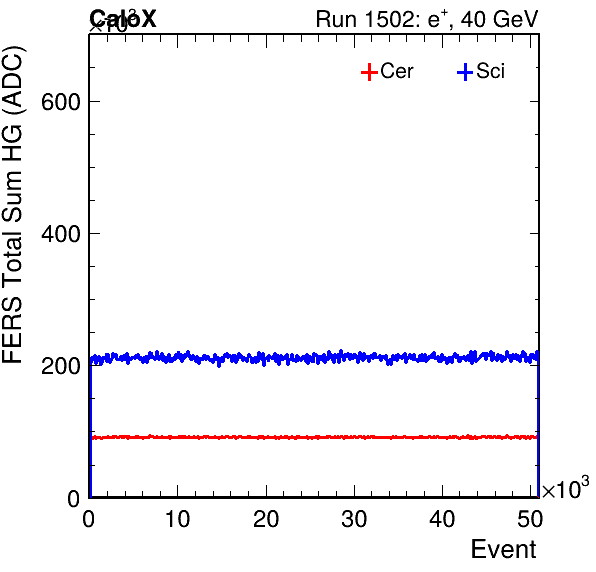 CaloX
×10³
Run 1502: e⁺, 40 GeV
Cer
Sci
FERS Total Sum HG (ADC)
600
400
200
0
0 10 20 30 40 50
×10³
Event